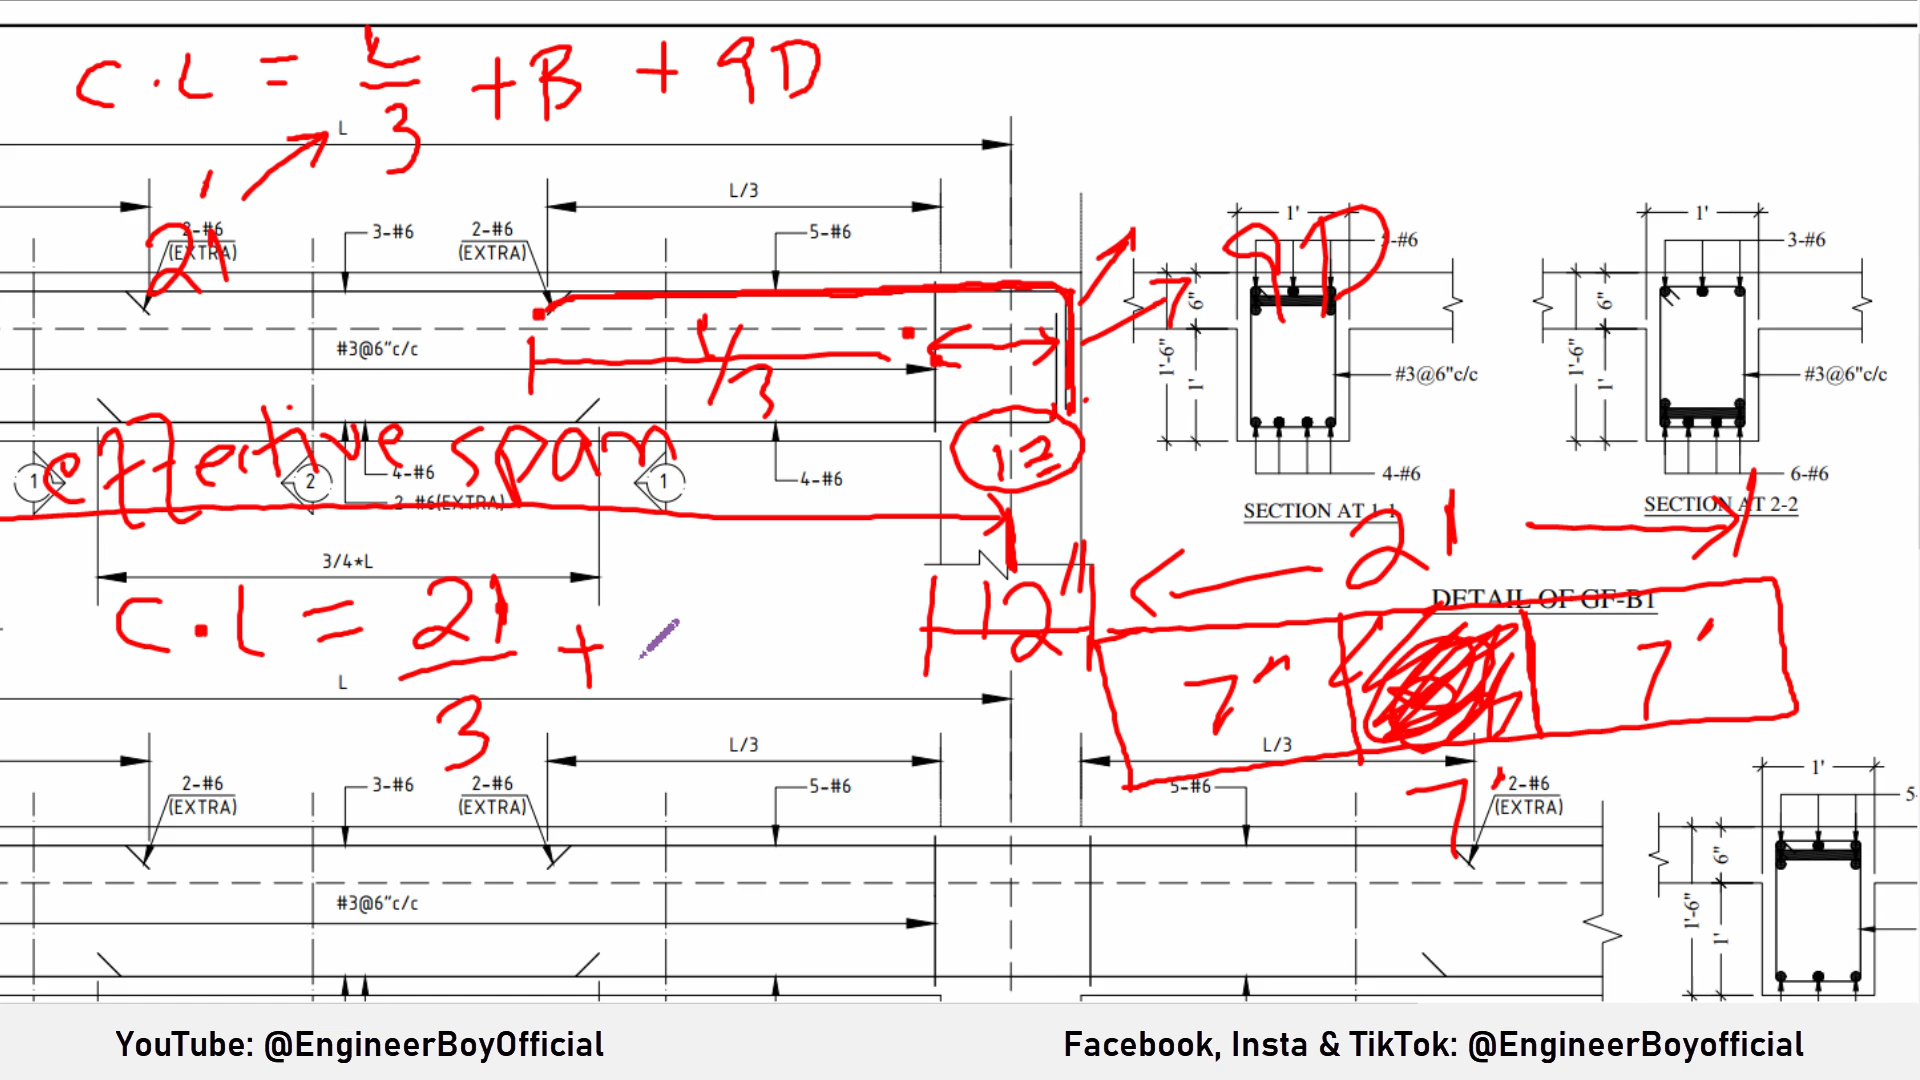 C.L = L/3 + B + 9D
L
21'
L/3
1'
9D
1'
2-#6
(EXTRA)
3-#6
2-#6
(EXTRA)
5-#6
3-#6
6"
6"
#3@6"c/c
L/3
1'-6"
1'
#3@6"c/c
1'-6"
1'
#3@6"c/c
effective span
12
1
2
4-#6
1
4-#6
4-#6
6-#6
2-#6(EXTRA)
SECTION AT 1-1
SECTION AT 2-2
21'
3/4*L
DETAIL OF GF-B1
C.L = 21'/3 +
12"
7'
7'
L
L/3
L/3
1'
7'
2-#6
(EXTRA)
3-#6
2-#6
(EXTRA)
5-#6
5-#6
2-#6
(EXTRA)
6"
#3@6"c/c
1'-6"
1'
YouTube: @EngineerBoyOfficial
Facebook, Insta & TikTok: @EngineerBoyofficial